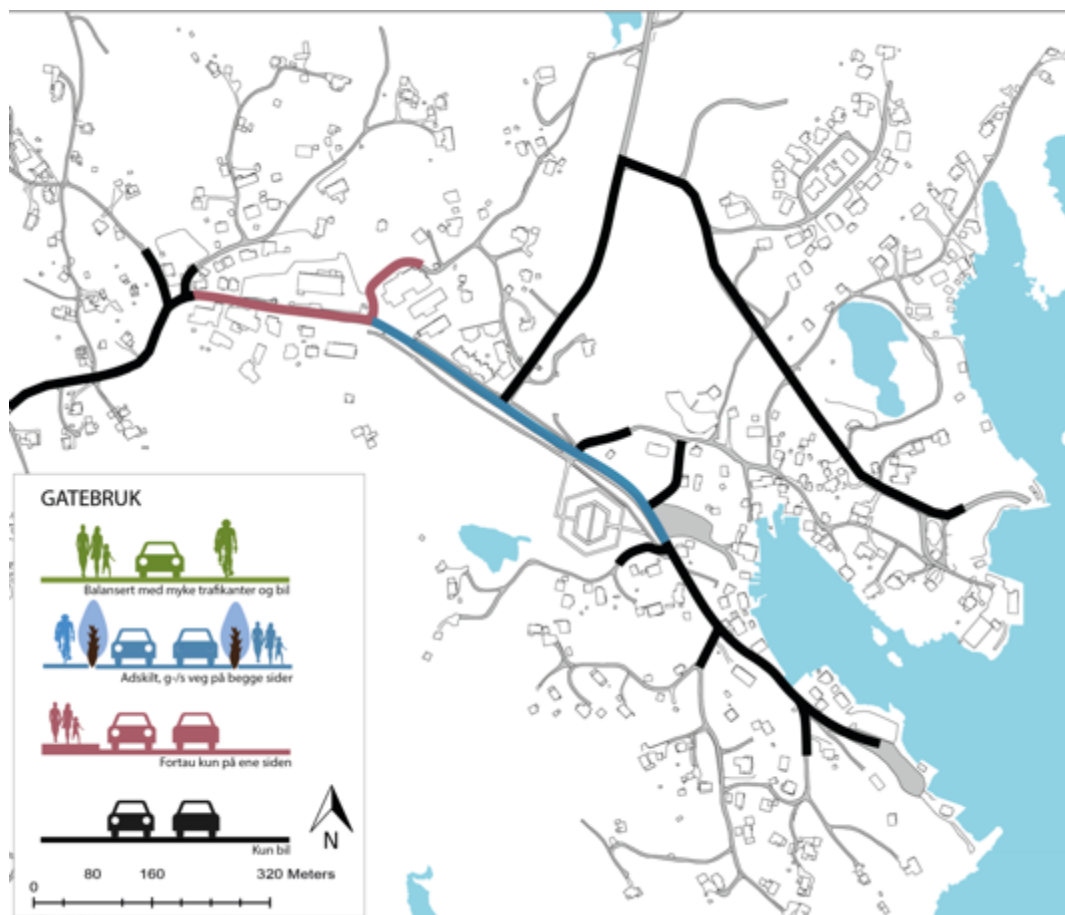 GATEBRUK
Balansert med myke trafikanter og bil
Adskilt, g-/s veg på begge sider
Fortau kun på ene siden
Kun bil
N
0 80 160 320 Meters